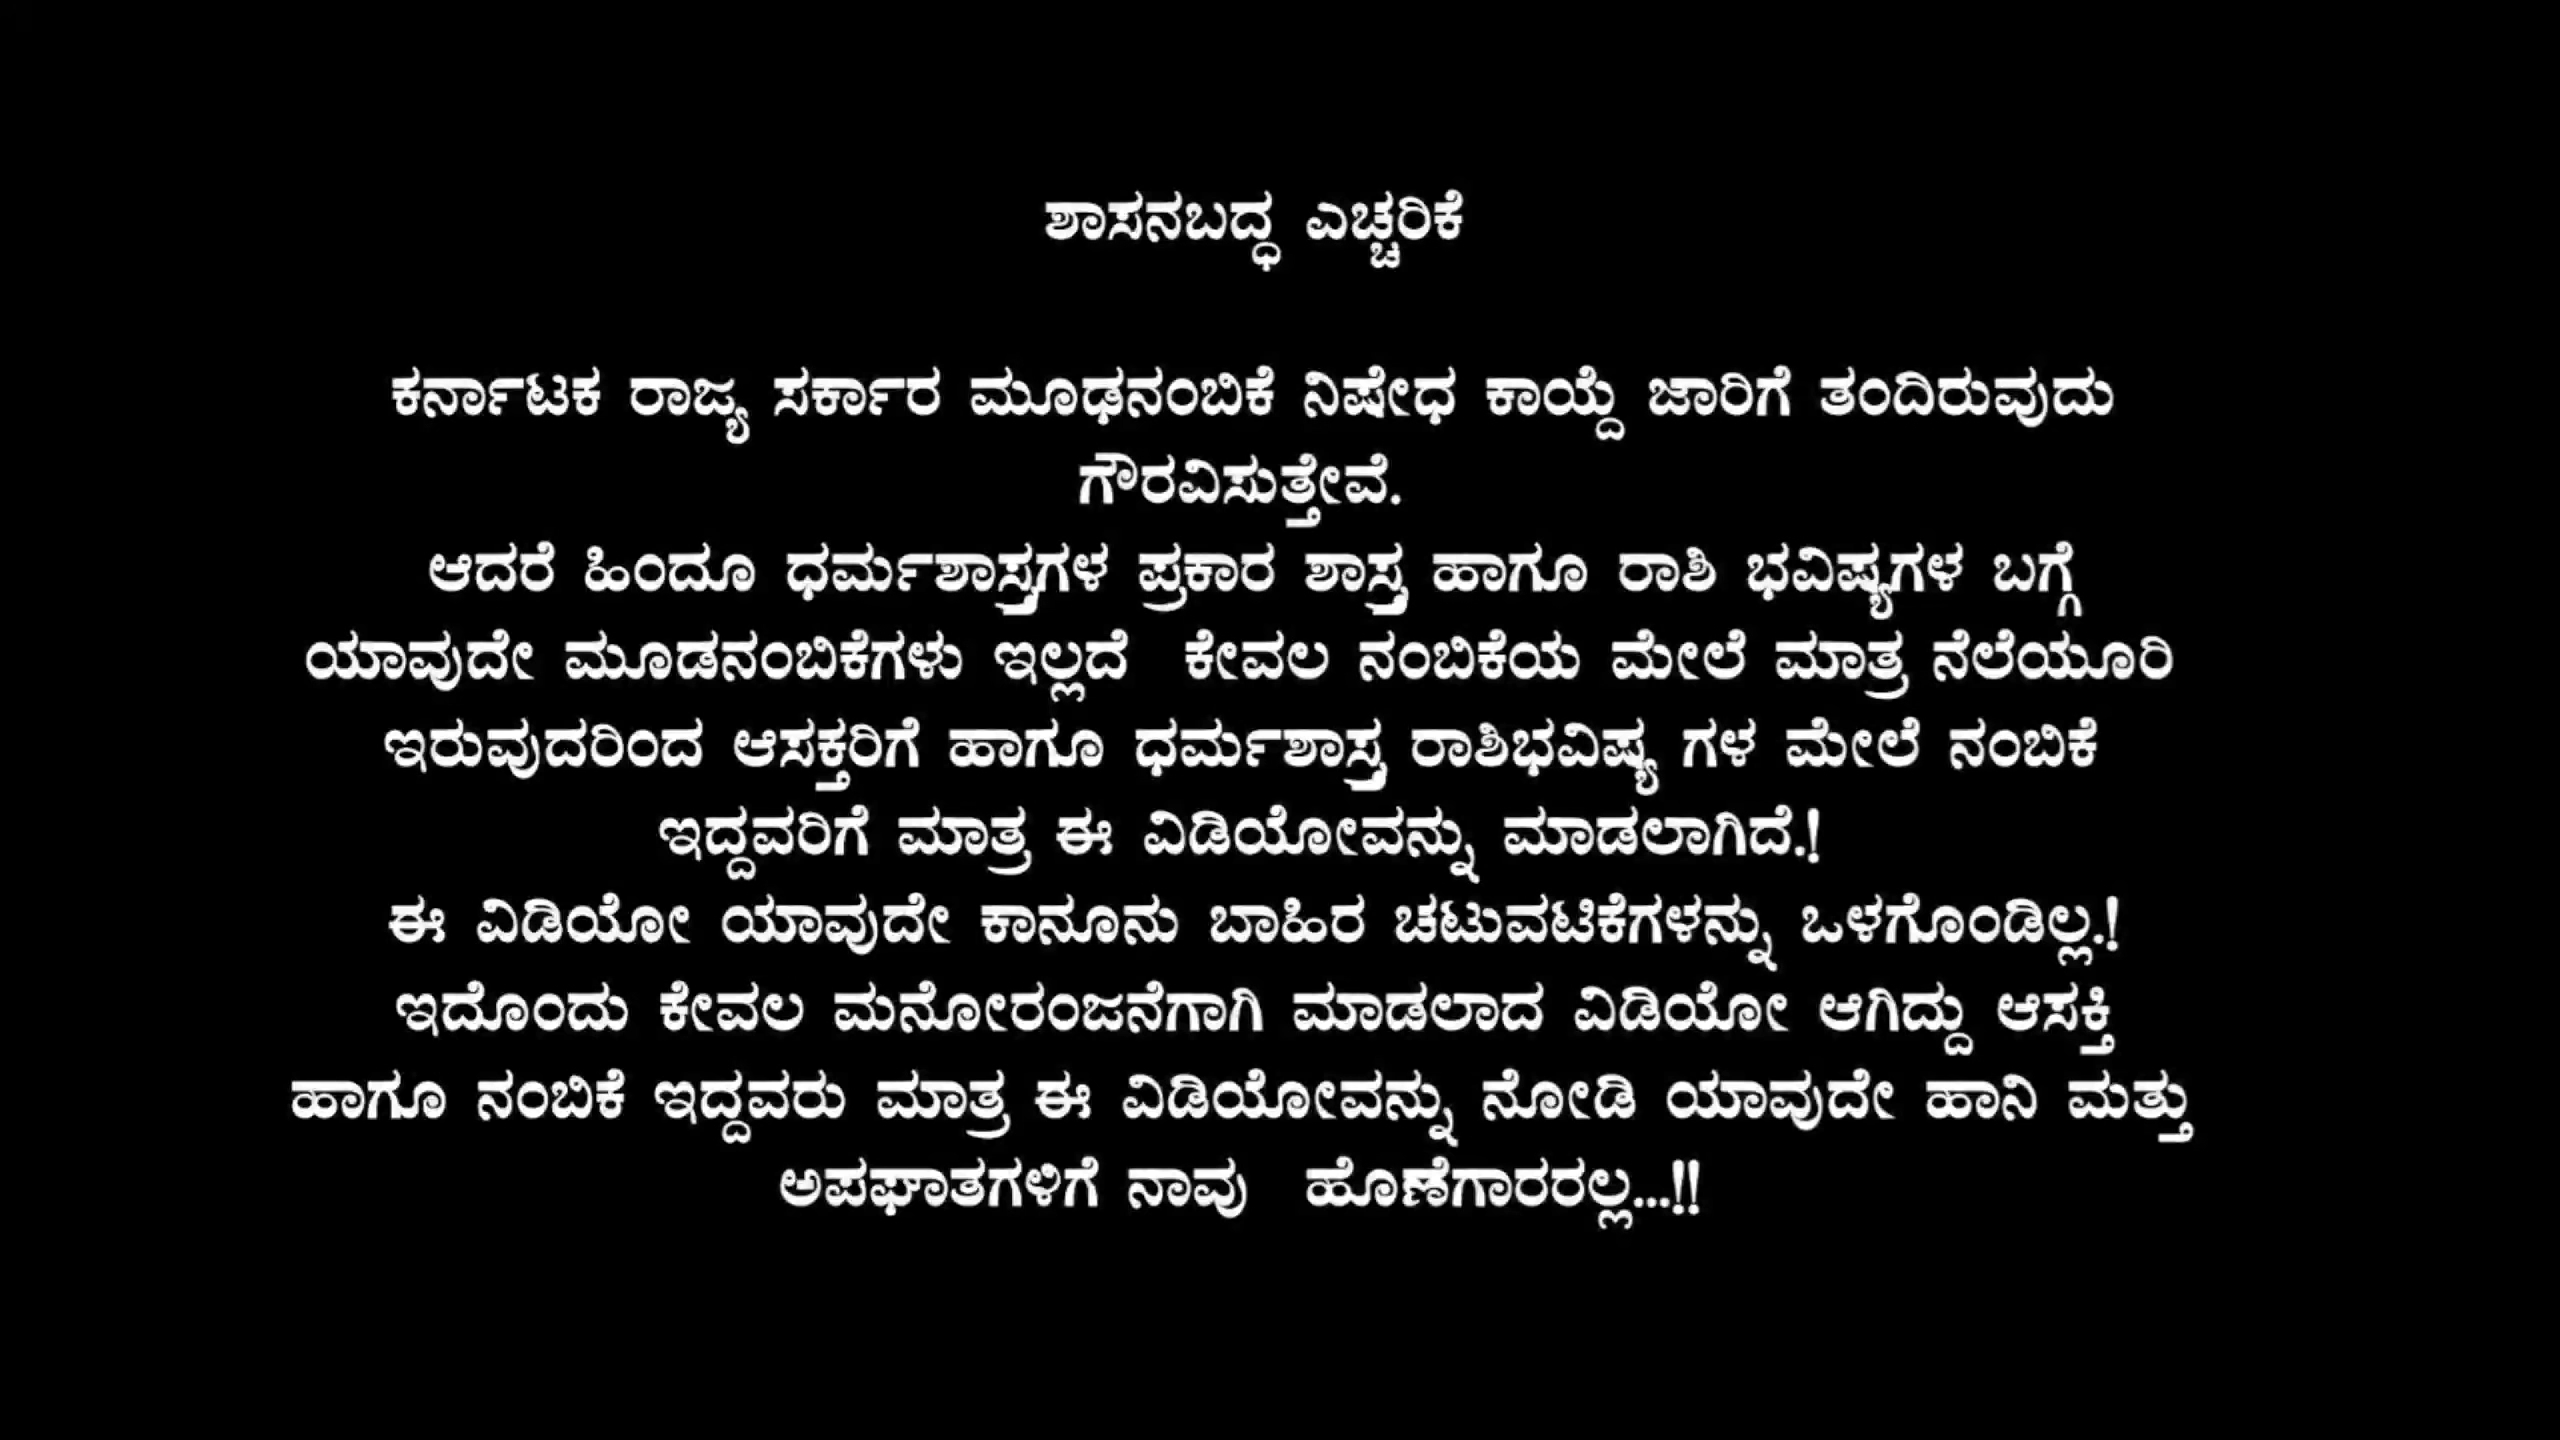 ಶಾಸನಬದ್ಧ ಎಚ್ಚರಿಕೆ
ಕರ್ನಾಟಕ ರಾಜ್ಯ ಸರ್ಕಾರ ಮೂಢನಂಬಿಕೆ ನಿಷೇಧ ಕಾಯ್ದೆ ಜಾರಿಗೆ ತಂದಿರುವುದು
ಗೌರವಿಸುತ್ತೇವೆ.
ಆದರೆ ಹಿಂದೂ ಧರ್ಮಶಾಸ್ತ್ರಗಳ ಪ್ರಕಾರ ಶಾಸ್ತ್ರ ಹಾಗೂ ರಾಶಿ ಭವಿಷ್ಯಗಳ ಬಗ್ಗೆ
ಯಾವುದೇ ಮೂಡನಂಬಿಕೆಗಳು ಇಲ್ಲದೆ ಕೇವಲ ನಂಬಿಕೆಯ ಮೇಲೆ ಮಾತ್ರ ನೆಲೆಯೂರಿ
ಇರುವುದರಿಂದ ಆಸಕ್ತರಿಗೆ ಹಾಗೂ ಧರ್ಮಶಾಸ್ತ್ರ ರಾಶಿಭವಿಷ್ಯ ಗಳ ಮೇಲೆ ನಂಬಿಕೆ
ಇದ್ದವರಿಗೆ ಮಾತ್ರ ಈ ವಿಡಿಯೋವನ್ನು ಮಾಡಲಾಗಿದೆ.!
ಈ ವಿಡಿಯೋ ಯಾವುದೇ ಕಾನೂನು ಬಾಹಿರ ಚಟುವಟಿಕೆಗಳನ್ನು ಒಳಗೊಂಡಿಲ್ಲ.!
ಇದೊಂದು ಕೇವಲ ಮನೋರಂಜನೆಗಾಗಿ ಮಾಡಲಾದ ವಿಡಿಯೋ ಆಗಿದ್ದು ಆಸಕ್ತಿ
ಹಾಗೂ ನಂಬಿಕೆ ಇದ್ದವರು ಮಾತ್ರ ಈ ವಿಡಿಯೋವನ್ನು ನೋಡಿ ಯಾವುದೇ ಹಾನಿ ಮತ್ತು
ಅಪಘಾತಗಳಿಗೆ ನಾವು ಹೊಣೆಗಾರರಲ್ಲ...!!